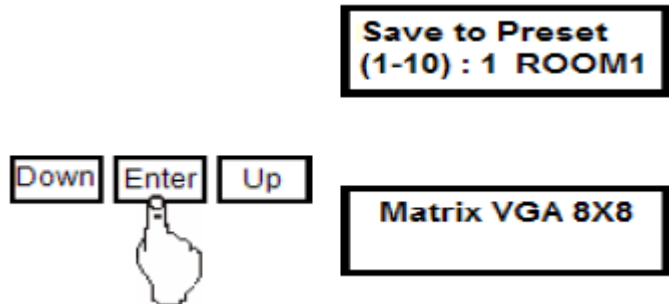 Save to Preset
(1-10) : 1 ROOM1
Down Enter Up
Matrix VGA 8X8